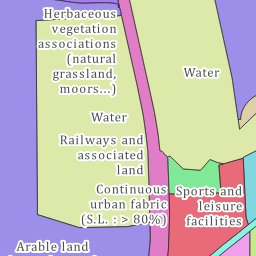 Herbaceous
vegetation
associations
(natural
grassland,
moors...)
Water
Water
Railways and
associated
land
Continuous
urban fabric
(S.L. : > 80%)
Sports and
leisure
facilities
Arable land